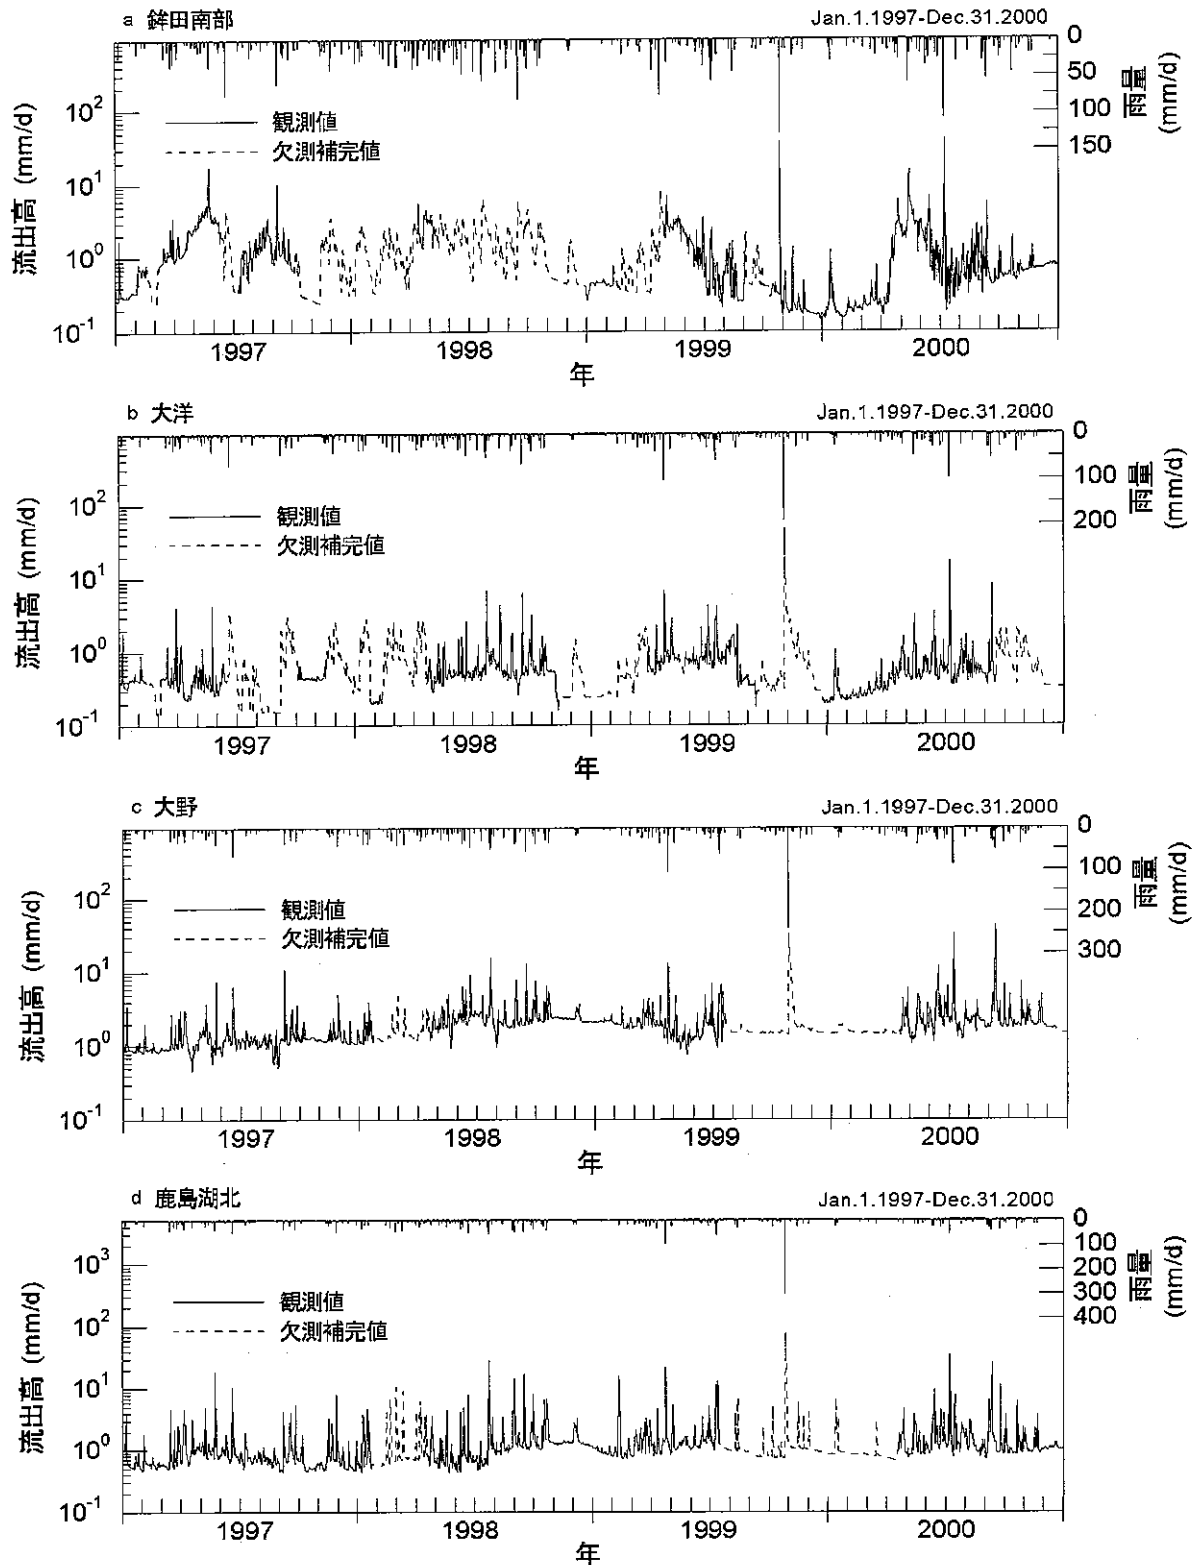 a 鉾田南部
Jan.1.1997-Dec.31.2000
流出高 (mm/d)
10² 10¹ 10⁰ 10⁻¹
観測値
欠測補完値
0 50 100 150
雨量 (mm/d)
1997 1998 1999 2000
年
b 大洋
Jan.1.1997-Dec.31.2000
流出高 (mm/d)
10² 10¹ 10⁰ 10⁻¹
観測値
欠測補完値
0 100 200
雨量 (mm/d)
1997 1998 1999 2000
年
c 大野
Jan.1.1997-Dec.31.2000
流出高 (mm/d)
10² 10¹ 10⁰ 10⁻¹
観測値
欠測補完値
0 100 200 300
雨量 (mm/d)
1997 1998 1999 2000
年
d 鹿島湖北
Jan.1.1997-Dec.31.2000
流出高 (mm/d)
10³ 10² 10¹ 10⁰ 10⁻¹
観測値
欠測補完値
0 100 200 300 400
雨量 (mm/d)
1997 1998 1999 2000
年